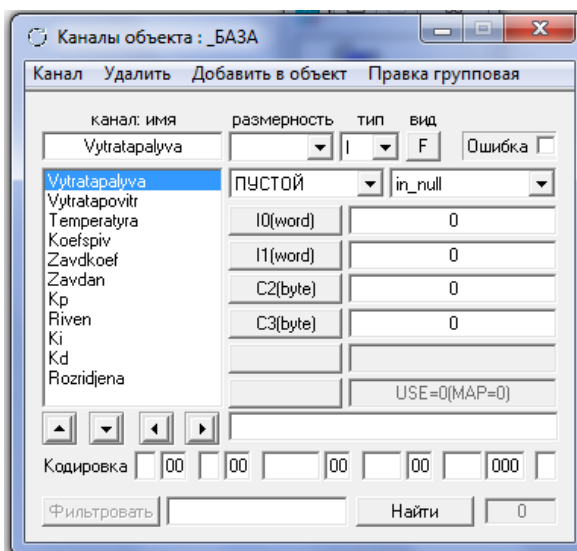 Каналы объекта : _БАЗА
Канал Удалить Добавить в объект Правка групповая
канал: имя размерность тип вид
Vytratapalyva I F Ошибка
Vytratapalyva ПУСТОЙ in_null
Vytratapovitr
Temperatyra I0(word) 0
Koefspiv
Zavdkoef I1(word) 0
Zavdan C2(byte) 0
Kp
Riven C3(byte) 0
Ki
Kd
Rozridjena USE=0(MAP=0)
Кодировка 00 00 00 00 000
Фильтровать Найти 0